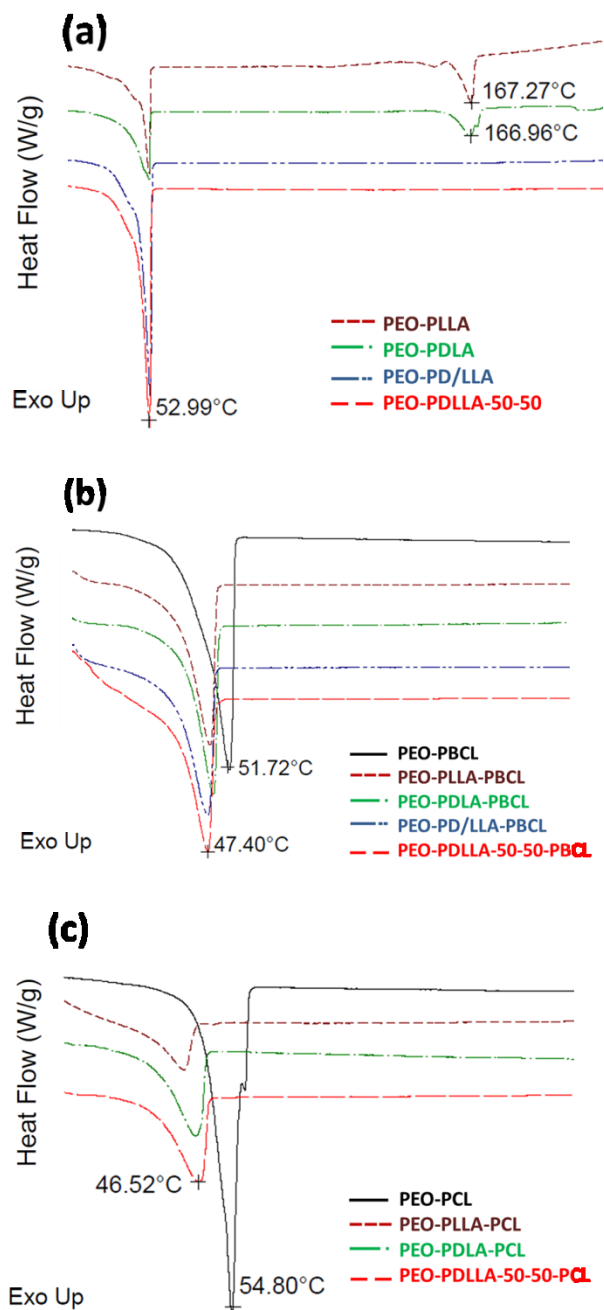 (a)
Heat Flow (W/g)
167.27°C
166.96°C
PEO-PLLA
PEO-PDLA
PEO-PD/LLA
PEO-PDLLA-50-50
Exo Up
52.99°C
(b)
Heat Flow (W/g)
51.72°C
47.40°C
PEO-PBCL
PEO-PLLA-PBCL
PEO-PDLA-PBCL
PEO-PD/LLA-PBCL
PEO-PDLLA-50-50-PBCL
Exo Up
(c)
Heat Flow (W/g)
46.52°C
54.80°C
PEO-PCL
PEO-PLLA-PCL
PEO-PDLA-PCL
PEO-PDLLA-50-50-PCL
Exo Up